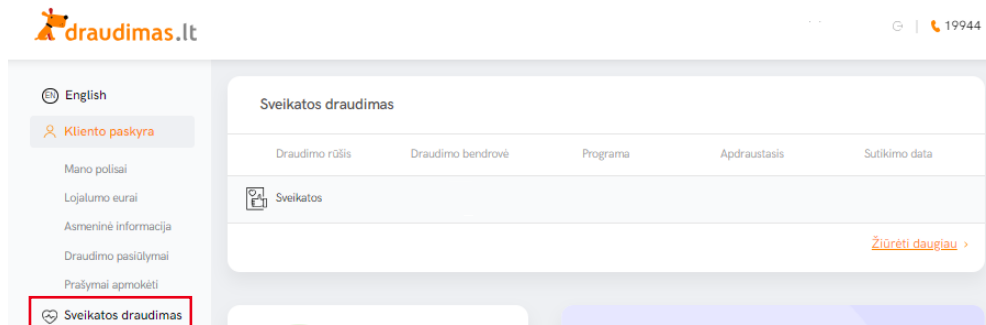 draudimas.lt
19944
EN English
Kliento paskyra
Mano polisai
Lojalumo eurai
Asmeninė informacija
Draudimo pasiūlymai
Prašymai apmokėti
Sveikatos draudimas
Sveikatos draudimas
Draudimo rūšis Draudimo bendrovė Programa Apdraustasis Sutikimo data
Sveikatos
Žiūrėti daugiau